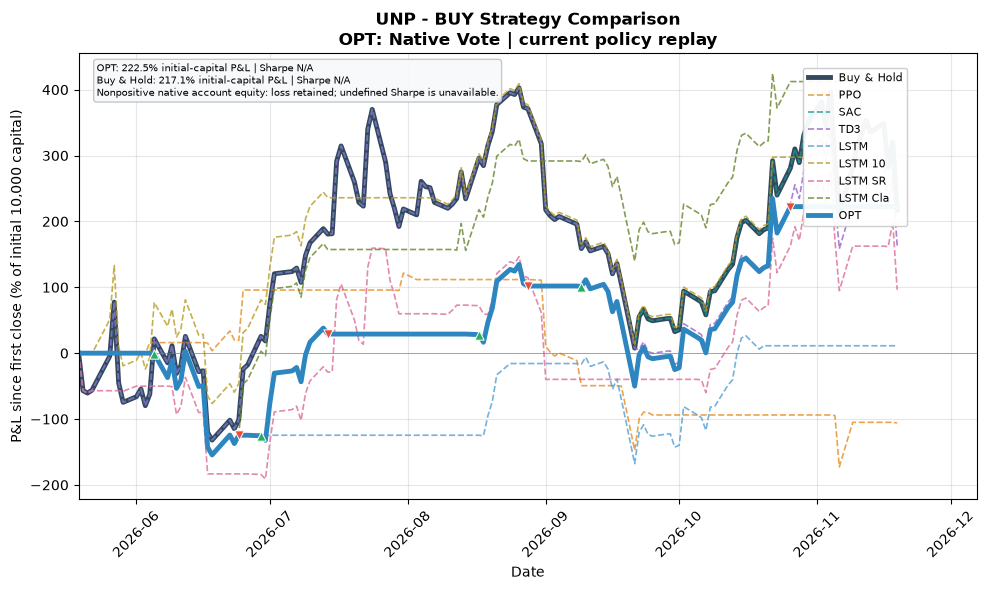 UNP - BUY Strategy Comparison
OPT: Native Vote | current policy replay
OPT: 222.5% initial-capital P&L | Sharpe N/A
Buy & Hold: 217.1% initial-capital P&L | Sharpe N/A
Nonpositive native account equity: loss retained; undefined Sharpe is unavailable.
Buy & Hold
PPO
SAC
TD3
LSTM
LSTM 10
LSTM SR
LSTM Cla
OPT
P&L since first close (% of initial 10,000 capital)
400
300
200
100
0
−100
−200
2026-06
2026-07
2026-08
2026-09
2026-10
2026-11
2026-12
Date